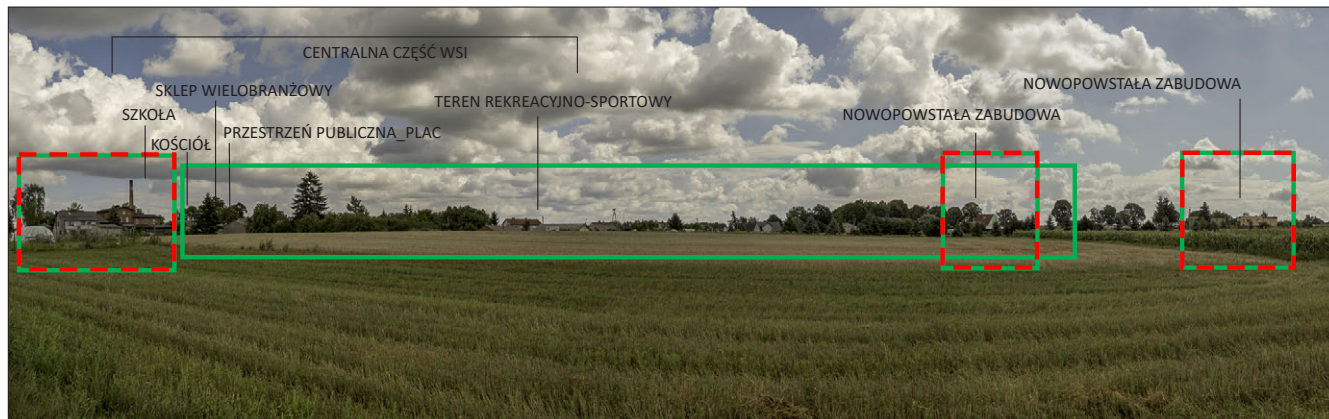 CENTRALNA CZĘŚĆ WSI
SKLEP WIELOBRANŻOWY
NOWOPOWSTAŁA ZABUDOWA
TEREN REKREACYJNO-SPORTOWY
SZKOŁA
NOWOPOWSTAŁA ZABUDOWA
PRZESTRZEŃ PUBLICZNA_PLAC
KOŚCIÓŁ